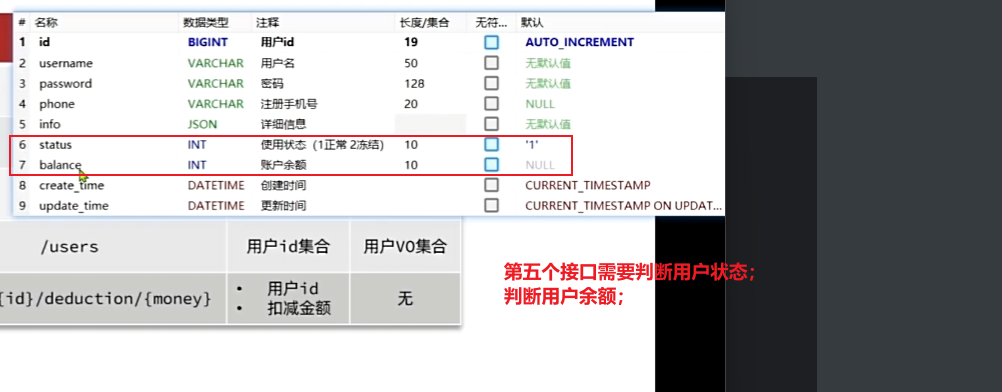 # 名称 数据类型 注释 长度/集合 无符... 默认
1 id BIGINT 用户id 19 AUTO_INCREMENT
2 username VARCHAR 用户名 50 无默认值
3 password VARCHAR 密码 128 无默认值
4 phone VARCHAR 注册手机号 20 NULL
5 info JSON 详细信息 无默认值
6 status INT 使用状态（1正常 2冻结） 10 '1'
7 balance INT 账户余额 10 NULL
8 create_time DATETIME 创建时间 CURRENT_TIMESTAMP
9 update_time DATETIME 更新时间 CURRENT_TIMESTAMP ON UPDAT...
/users 用户id集合 用户VO集合
{id}/deduction/{money} • 用户id 无
• 扣减金额
第五个接口需要判断用户状态；
判断用户余额；